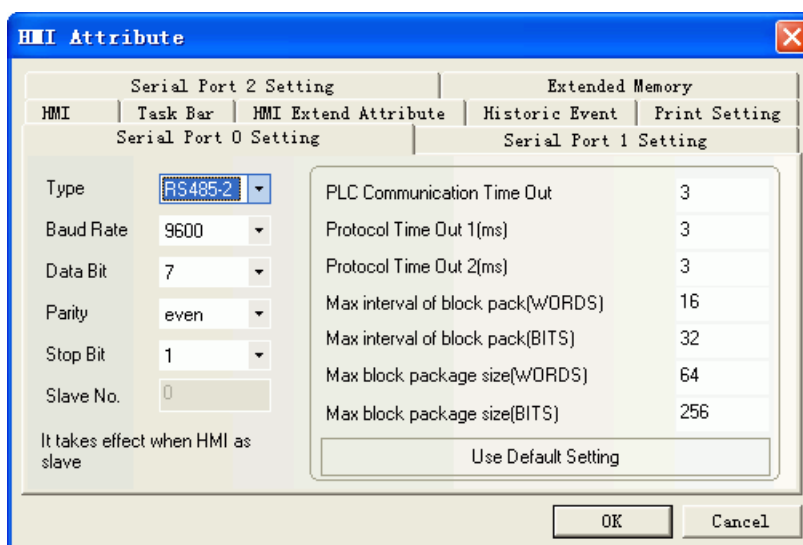 HMI Attribute
Serial Port 2 Setting Extended Memory
HMI Task Bar HMI Extend Attribute Historic Event Print Setting
Serial Port 0 Setting Serial Port 1 Setting
Type RS485-2
Baud Rate 9600
Data Bit 7
Parity even
Stop Bit 1
Slave No. 0
It takes effect when HMI as
slave
PLC Communication Time Out 3
Protocol Time Out 1(ms) 3
Protocol Time Out 2(ms) 3
Max interval of block pack(WORDS) 16
Max interval of block pack(BITS) 32
Max block package size(WORDS) 64
Max block package size(BITS) 256
Use Default Setting
OK Cancel